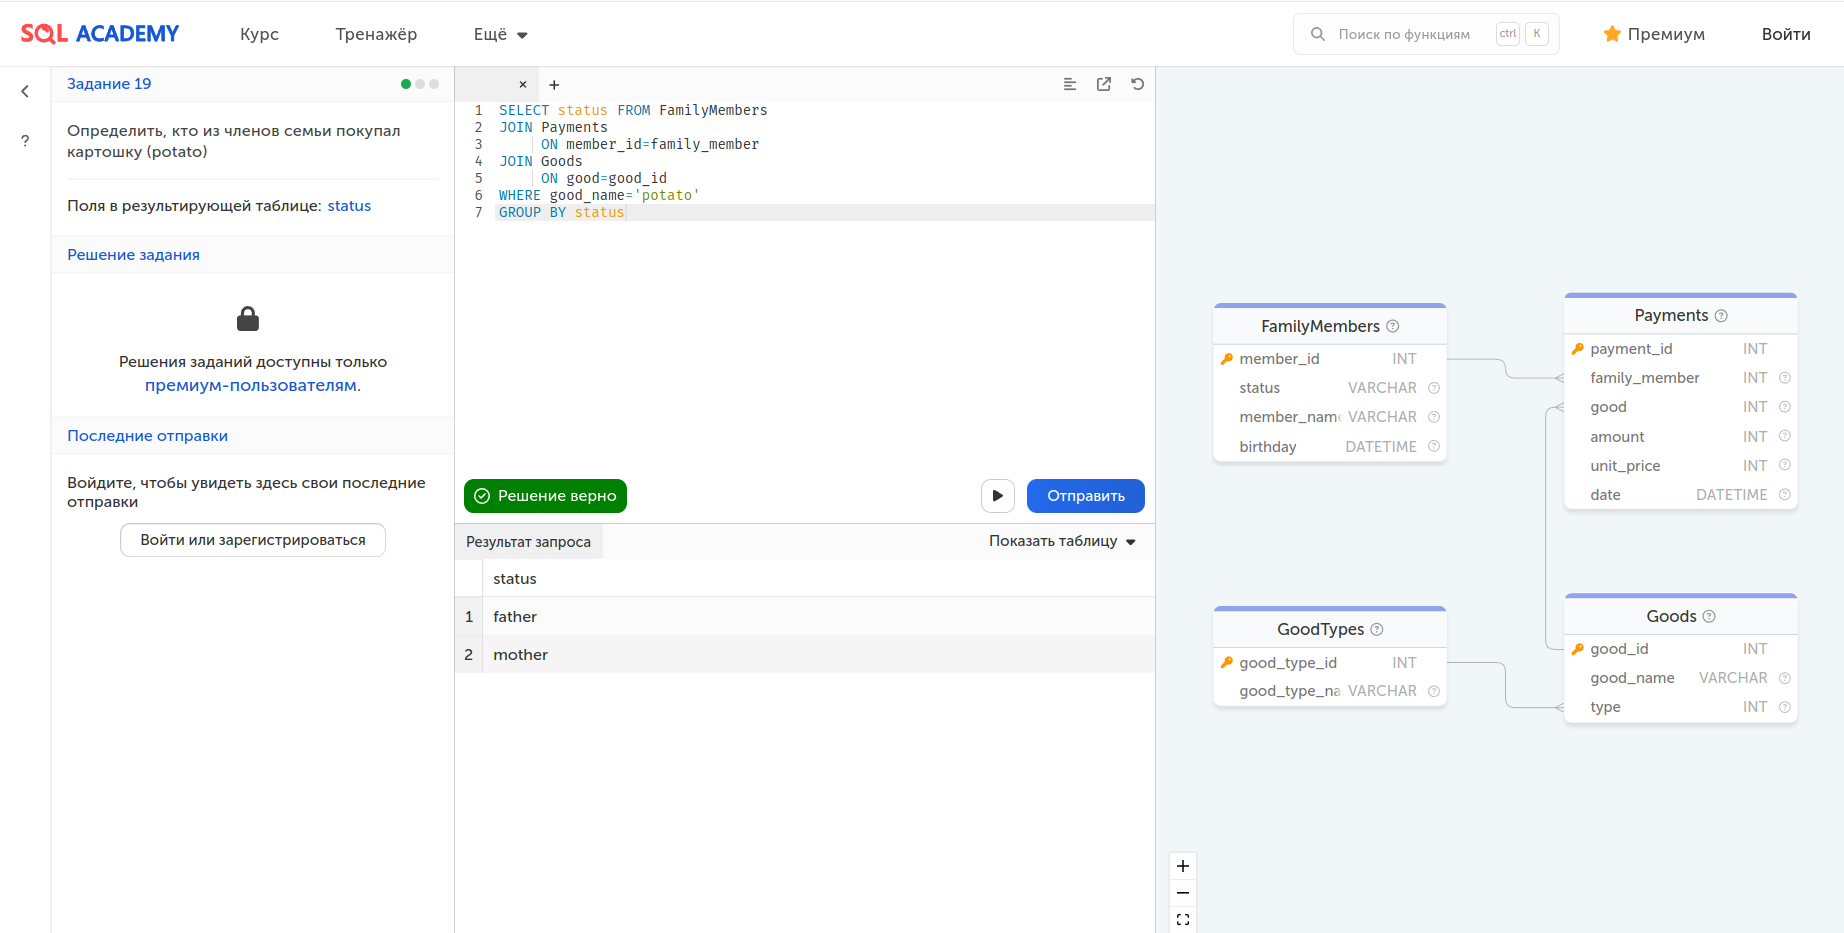 SQL ACADEMY
Курс
Тренажёр
Ещё
Поиск по функциям
ctrl
K
Премиум
Войти
?
Задание 19
Определить, кто из членов семьи покупал
картошку (potato)
Поля в результирующей таблице: status
Решение задания
Решения заданий доступны только
премиум-пользователям.
Последние отправки
Войдите, чтобы увидеть здесь свои последние
отправки
Войти или зарегистрироваться
× +
1 SELECT status FROM FamilyMembers
2 JOIN Payments
3 ON member_id=family_member
4 JOIN Goods
5 ON good=good_id
6 WHERE good_name='potato'
7 GROUP BY status
Решение верно
Отправить
Результат запроса
Показать таблицу
status
1 father
2 mother
FamilyMembers ?
member_id INT
status VARCHAR ?
member_name VARCHAR ?
birthday DATETIME ?
Payments ?
payment_id INT
family_member INT ?
good INT ?
amount INT ?
unit_price INT ?
date DATETIME ?
GoodTypes ?
good_type_id INT
good_type_na VARCHAR ?
Goods ?
good_id INT
good_name VARCHAR ?
type INT ?
+
−